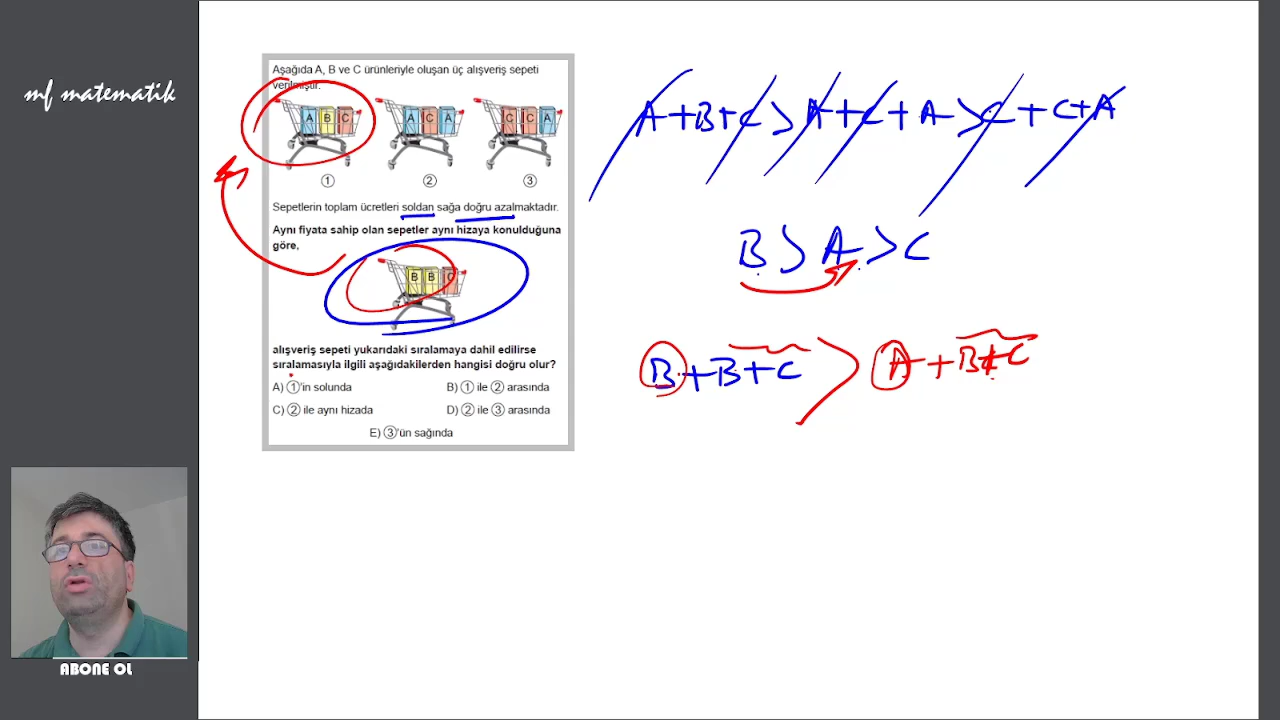 mf matematik
Aşağıda A, B ve C ürünleriyle oluşan üç alışveriş sepeti
verilmiştir.
A B C A C A C C A
1 2 3
Sepetlerin toplam ücretleri soldan sağa doğru azalmaktadır.
Aynı fiyata sahip olan sepetler aynı hizaya konulduğuna
göre,
B B C
alışveriş sepeti yukarıdaki sıralamaya dahil edilirse
sıralamasıyla ilgili aşağıdakilerden hangisi doğru olur?
A) 1'in solunda B) 1 ile 2 arasında
C) 2 ile aynı hizada D) 2 ile 3 arasında
E) 3'ün sağında
A+B+C > A+C+A > C+C+A
B > A > C
B+B+C > A+B+C
ABONE OL